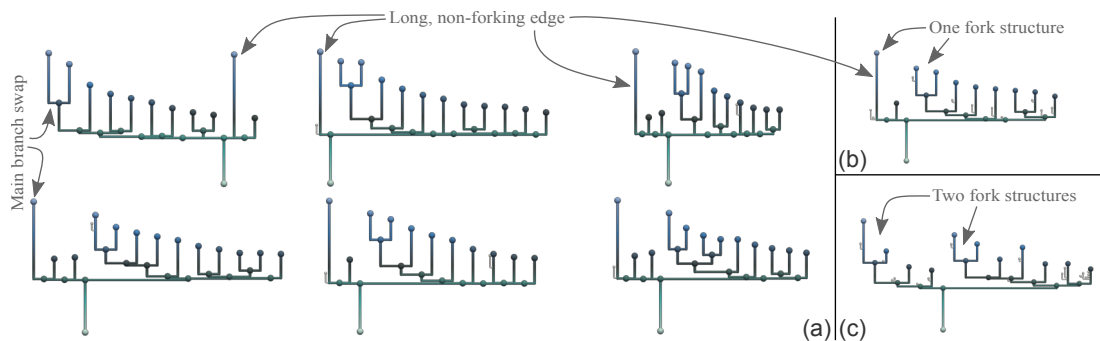 Long, non-forking edge
One fork structure
Main branch swap
(b)
Two fork structures
(a)
(c)